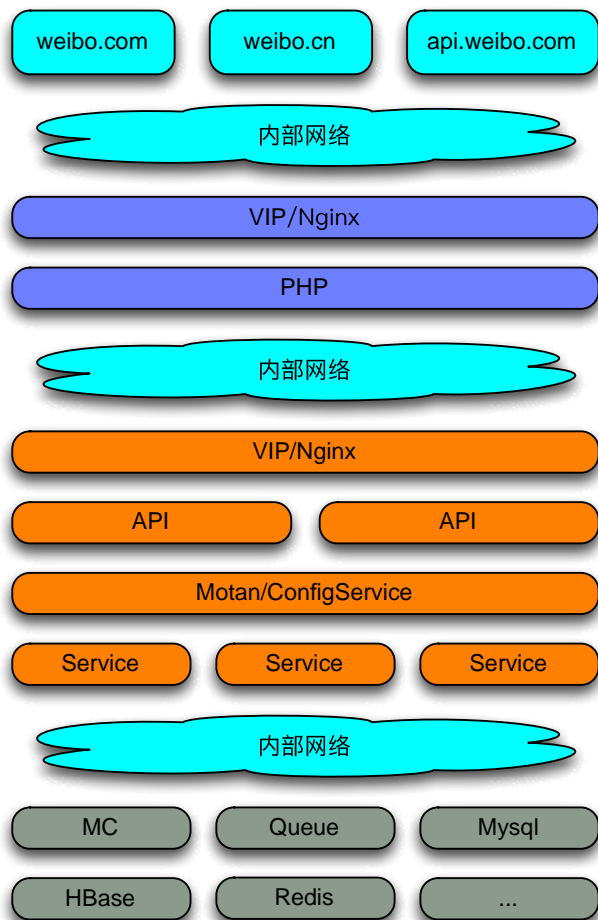 weibo.com
weibo.cn
api.weibo.com
内部网络
VIP/Nginx
PHP
内部网络
VIP/Nginx
API
API
Motan/ConfigService
Service
Service
Service
内部网络
MC
Queue
Mysql
HBase
Redis
...